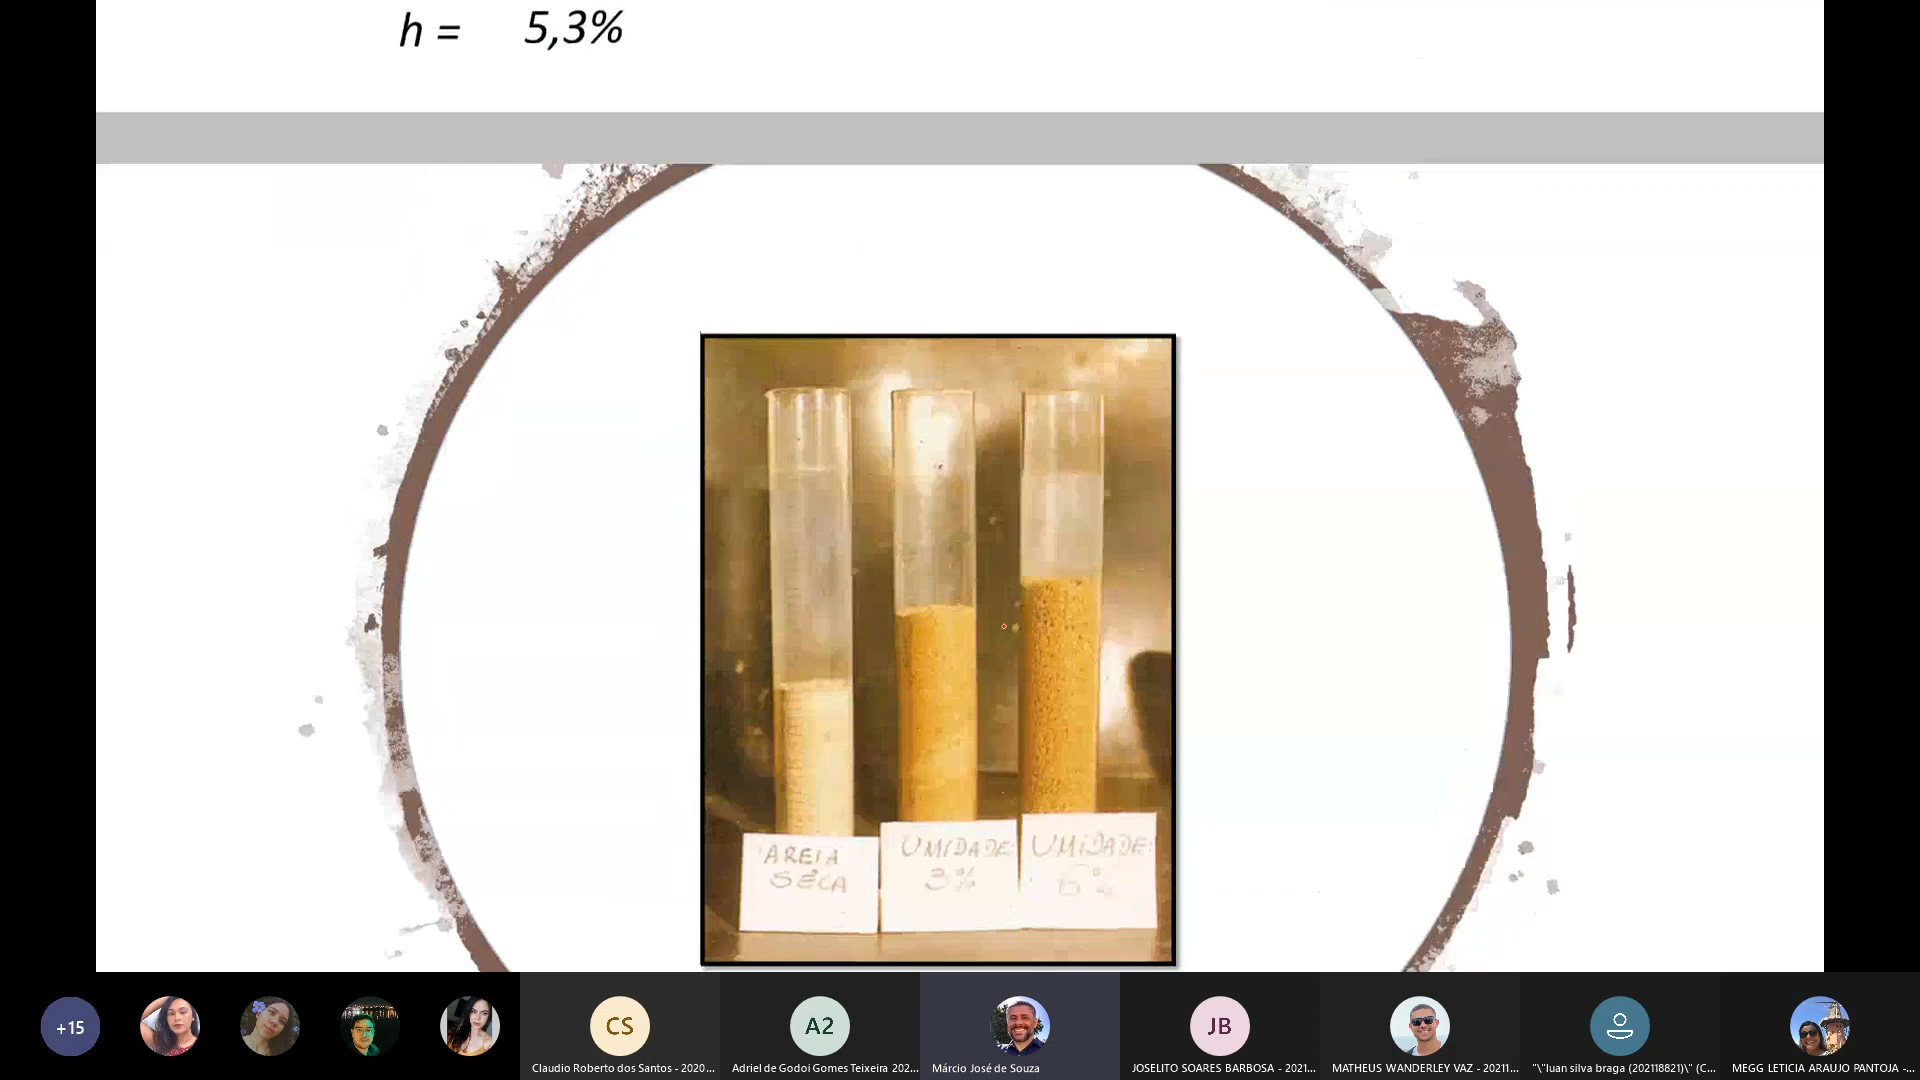 h = 5,3%
AREIA
SECA
UMIDADE:
3%
UMIDADE:
6%
+15
CS
A2
JB
Claudio Roberto dos Santos - 2020...
Adriel de Godoi Gomes Teixeira 202...
Márcio José de Souza
JOSELITO SOARES BARBOSA - 2021...
MATHEUS WANDERLEY VAZ - 20211...
"\"luan silva braga (202118821)\" (C...
MEGG LETICIA ARAUJO PANTOJA -...